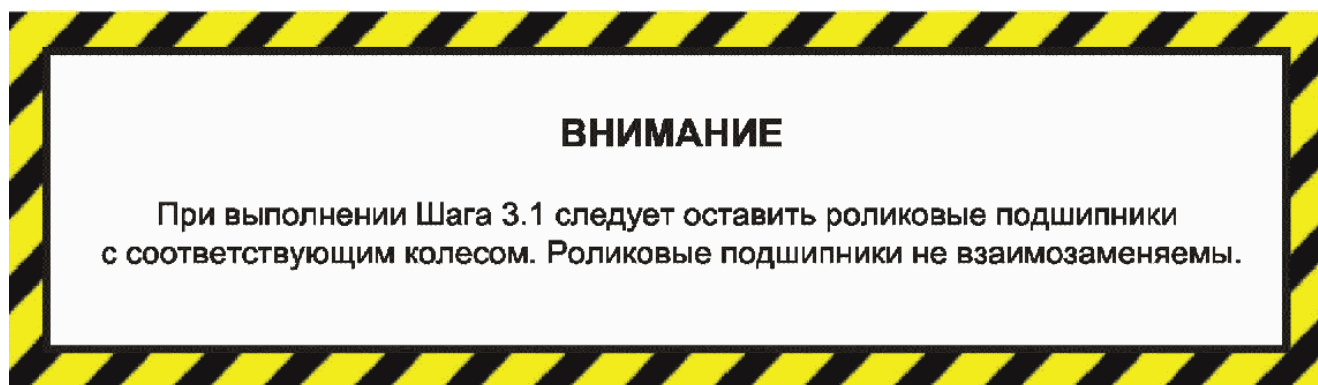 ВНИМАНИЕ
При выполнении Шага 3.1 следует оставить роликовые подшипники
с соответствующим колесом. Роликовые подшипники не взаимозаменяемы.